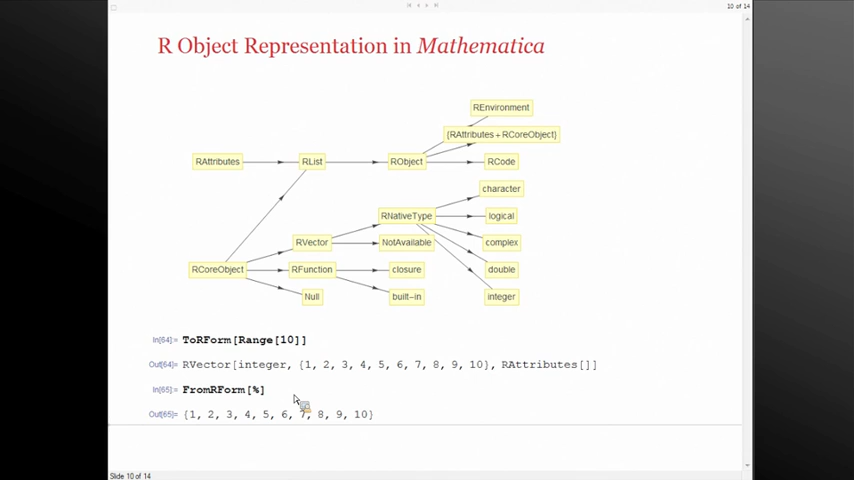 10 of 14
R Object Representation in Mathematica
REnvironment
{RAttributes+RCoreObject}
RAttributes
RList
RObject
RCode
character
RNativeType
logical
RVector
NotAvailable
complex
RCoreObject
RFunction
closure
double
Null
built-in
integer
In[64]:= ToRForm[Range[10]]
Out[64]= RVector[integer, {1, 2, 3, 4, 5, 6, 7, 8, 9, 10}, RAttributes[]]
In[65]:= FromRForm[%]
Out[65]= {1, 2, 3, 4, 5, 6, 7, 8, 9, 10}
Slide 10 of 14